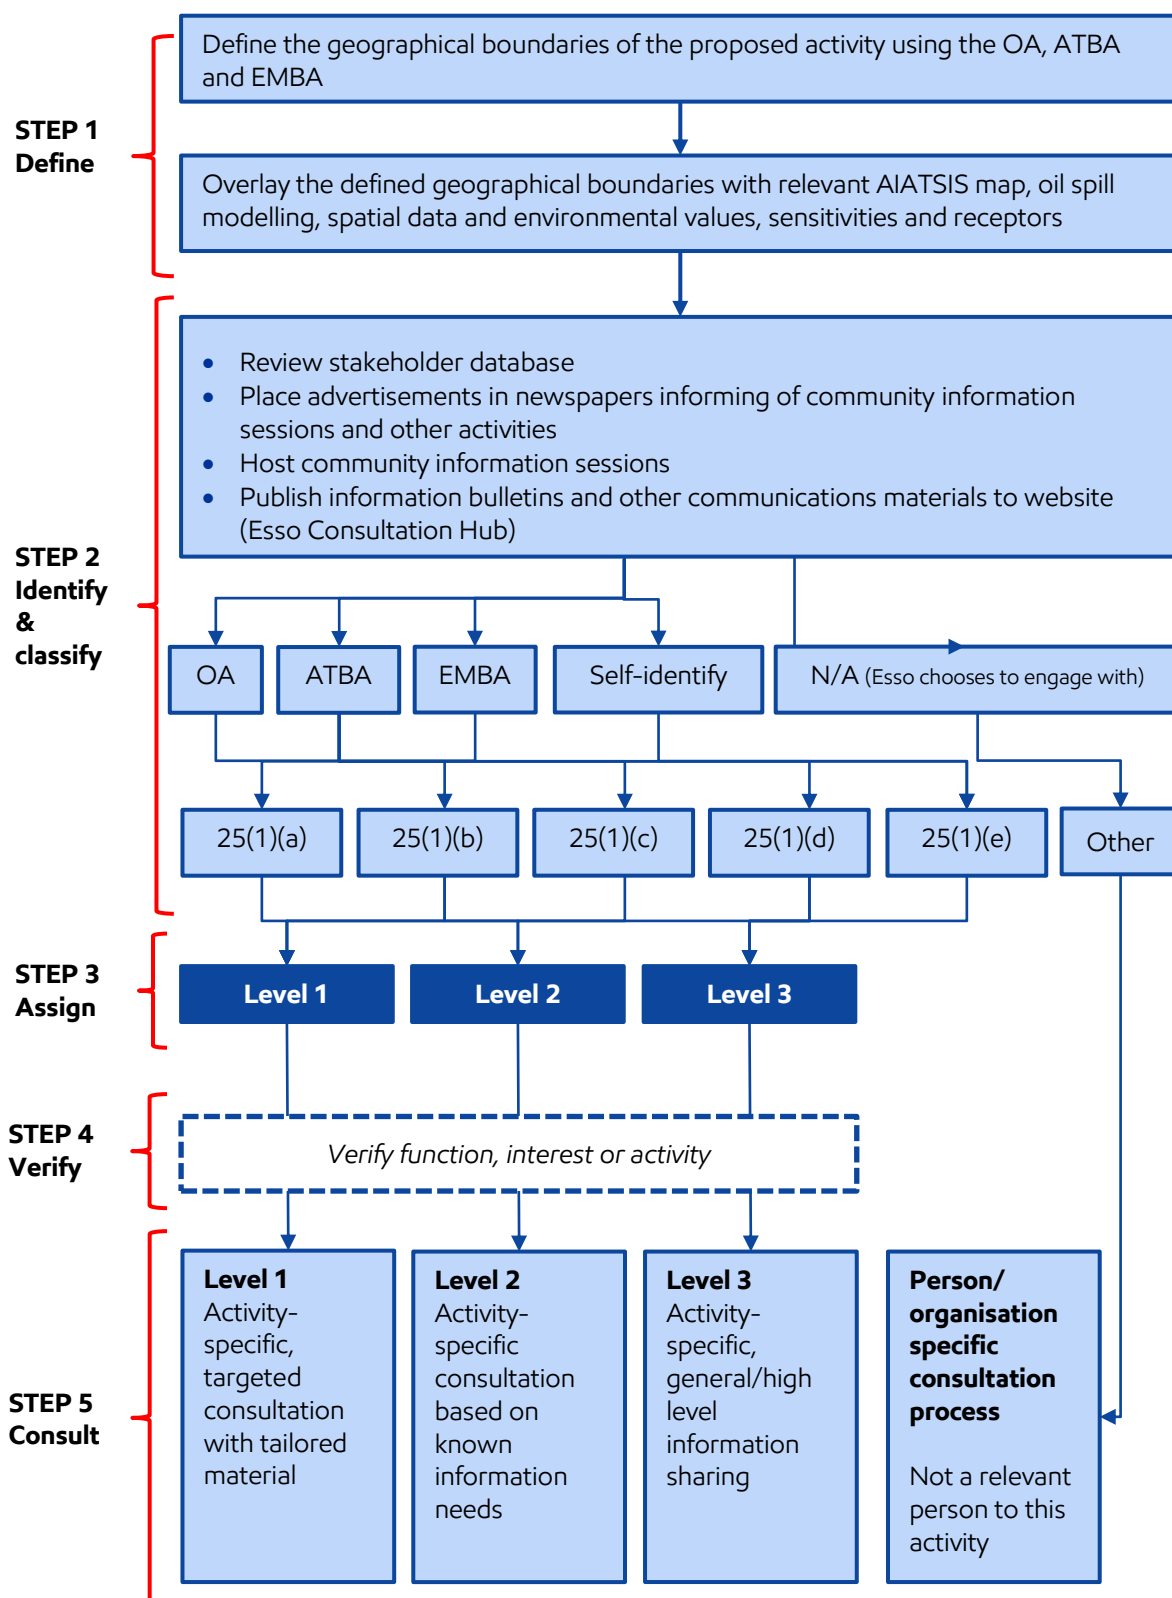 STEP 1
Define
Define the geographical boundaries of the proposed activity using the OA, ATBA
and EMBA
Overlay the defined geographical boundaries with relevant AIATSIS map, oil spill
modelling, spatial data and environmental values, sensitivities and receptors
STEP 2
Identify
&
classify
• Review stakeholder database
• Place advertisements in newspapers informing of community information
sessions and other activities
• Host community information sessions
• Publish information bulletins and other communications materials to website
(Esso Consultation Hub)
OA
ATBA
EMBA
Self-identify
N/A (Esso chooses to engage with)
25(1)(a)
25(1)(b)
25(1)(c)
25(1)(d)
25(1)(e)
Other
STEP 3
Assign
Level 1
Level 2
Level 3
STEP 4
Verify
Verify function, interest or activity
STEP 5
Consult
Level 1
Activity-
specific,
targeted
consultation
with tailored
material
Level 2
Activity-
specific
consultation
based on
known
information
needs
Level 3
Activity-
specific,
general/high
level
information
sharing
Person/
organisation
specific
consultation
process
Not a relevant
person to this
activity